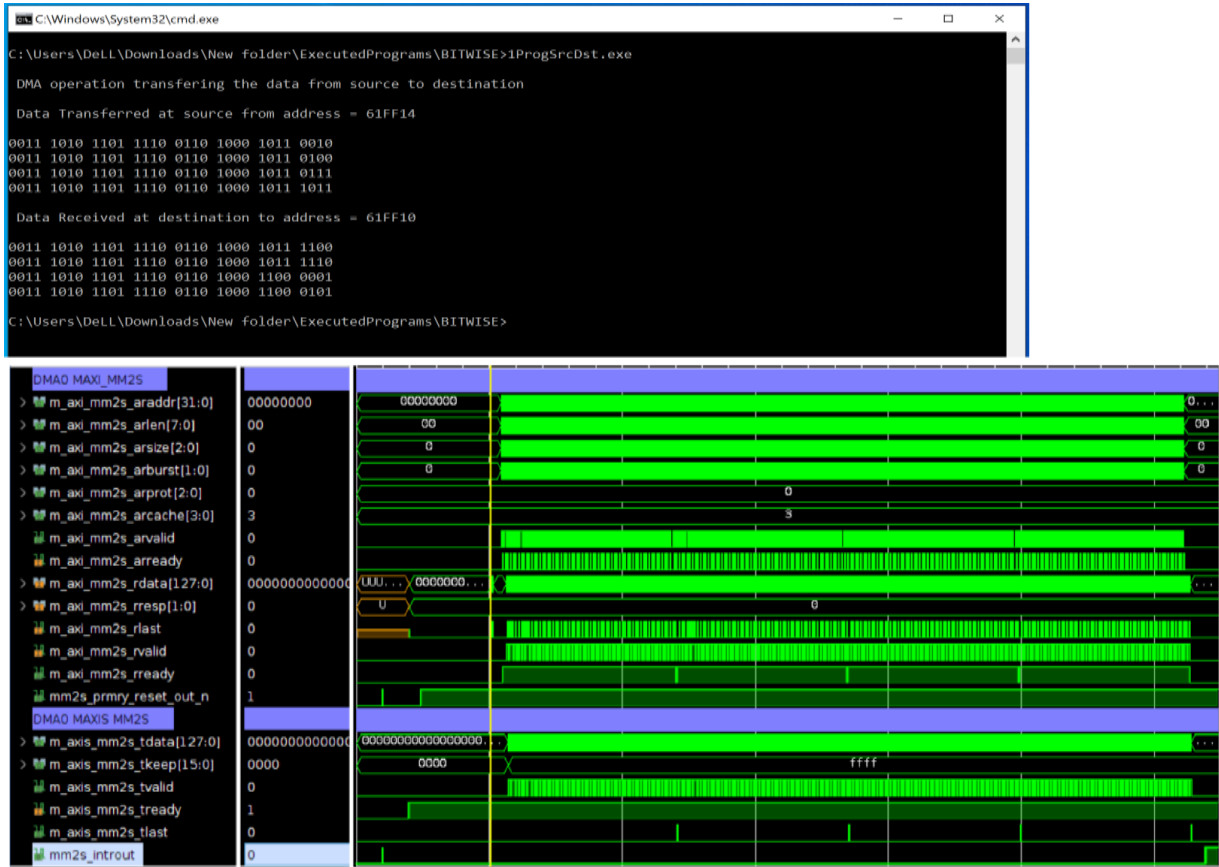 C:\Windows\System32\cmd.exe
C:\Users\DeLL\Downloads\New folder\ExecutedPrograms\BITWISE>1ProgSrcDst.exe
DMA operation transfering the data from source to destination
Data Transferred at source from address = 61FF14
0011 1010 1101 1110 0110 1000 1011 0010
0011 1010 1101 1110 0110 1000 1011 0100
0011 1010 1101 1110 0110 1000 1011 0111
0011 1010 1101 1110 0110 1000 1011 1011
Data Received at destination to address = 61FF10
0011 1010 1101 1110 0110 1000 1011 1100
0011 1010 1101 1110 0110 1000 1011 1110
0011 1010 1101 1110 0110 1000 1100 0001
0011 1010 1101 1110 0110 1000 1100 0101
C:\Users\DeLL\Downloads\New folder\ExecutedPrograms\BITWISE>
DMA0 MAXI_MM2S
m_axi_mm2s_araddr[31:0] 00000000 00000000 0...
m_axi_mm2s_arlen[7:0] 00 00 00
m_axi_mm2s_arsize[2:0] 0 0 0
m_axi_mm2s_arburst[1:0] 0 0 0
m_axi_mm2s_arprot[2:0] 0 0
m_axi_mm2s_arcache[3:0] 3 3
m_axi_mm2s_arvalid 0
m_axi_mm2s_arready 0
m_axi_mm2s_rdata[127:0] 0000000000000 UUU... 0000000... ...
m_axi_mm2s_rresp[1:0] 0 U 0
m_axi_mm2s_rlast 0
m_axi_mm2s_rvalid 0
m_axi_mm2s_rready 0
mm2s_prmry_reset_out_n 1
DMA0 MAXIS MM2S
m_axis_mm2s_tdata[127:0] 0000000000000 00000000000000000... ...
m_axis_mm2s_tkeep[15:0] 0000 0000 ffff
m_axis_mm2s_tvalid 0
m_axis_mm2s_tready 1
m_axis_mm2s_tlast 0
mm2s_introut 0